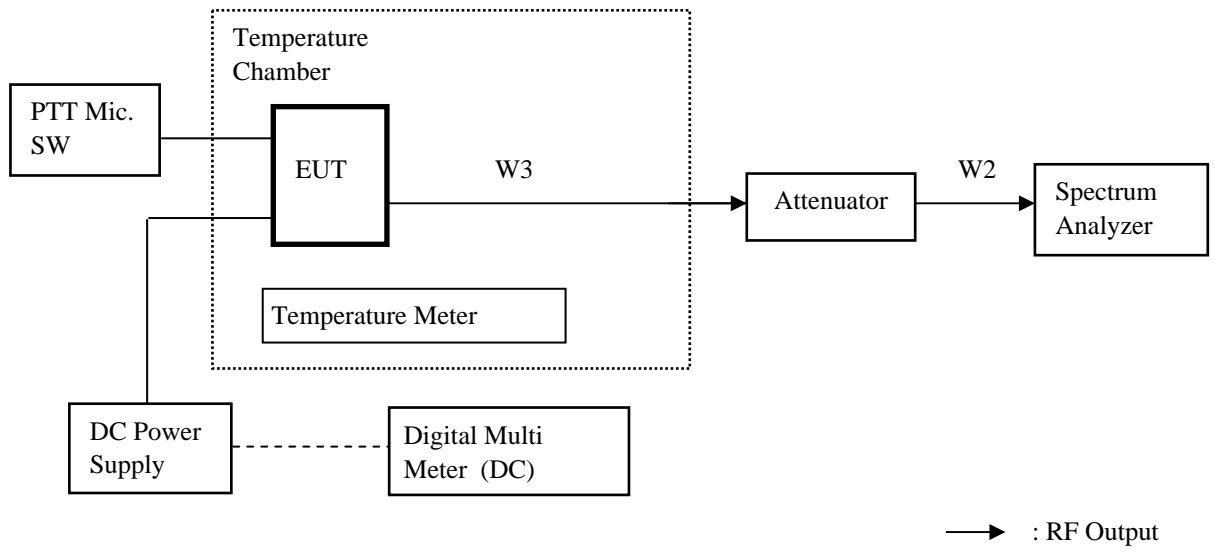 Temperature
Chamber
PTT Mic.
SW
EUT
W3
Attenuator
W2
Spectrum
Analyzer
Temperature Meter
DC Power
Supply
Digital Multi
Meter (DC)
: RF Output